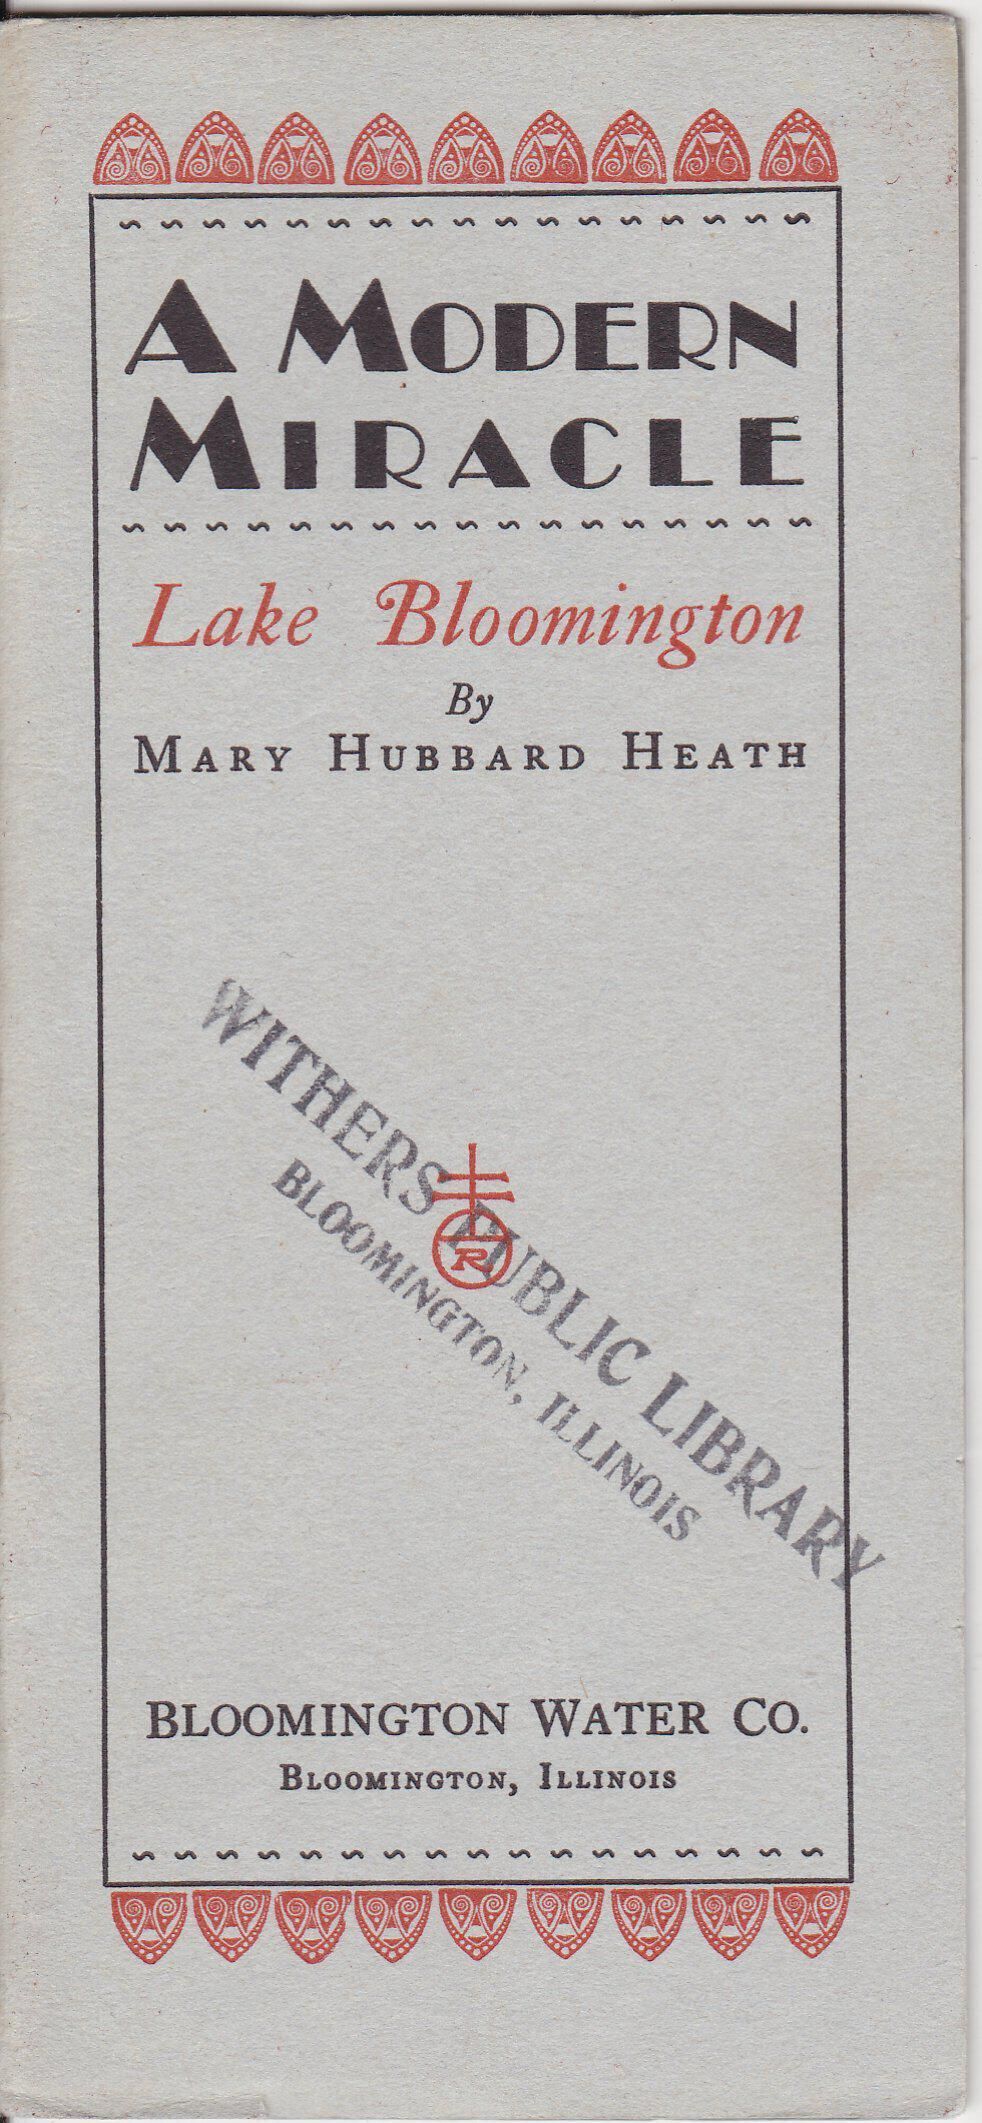 A MODERN
MIRACLE
Lake Bloomington
By
MARY HUBBARD HEATH
WITHERS PUBLIC LIBRARY
BLOOMINGTON, ILLINOIS
R
BLOOMINGTON WATER CO.
BLOOMINGTON, ILLINOIS